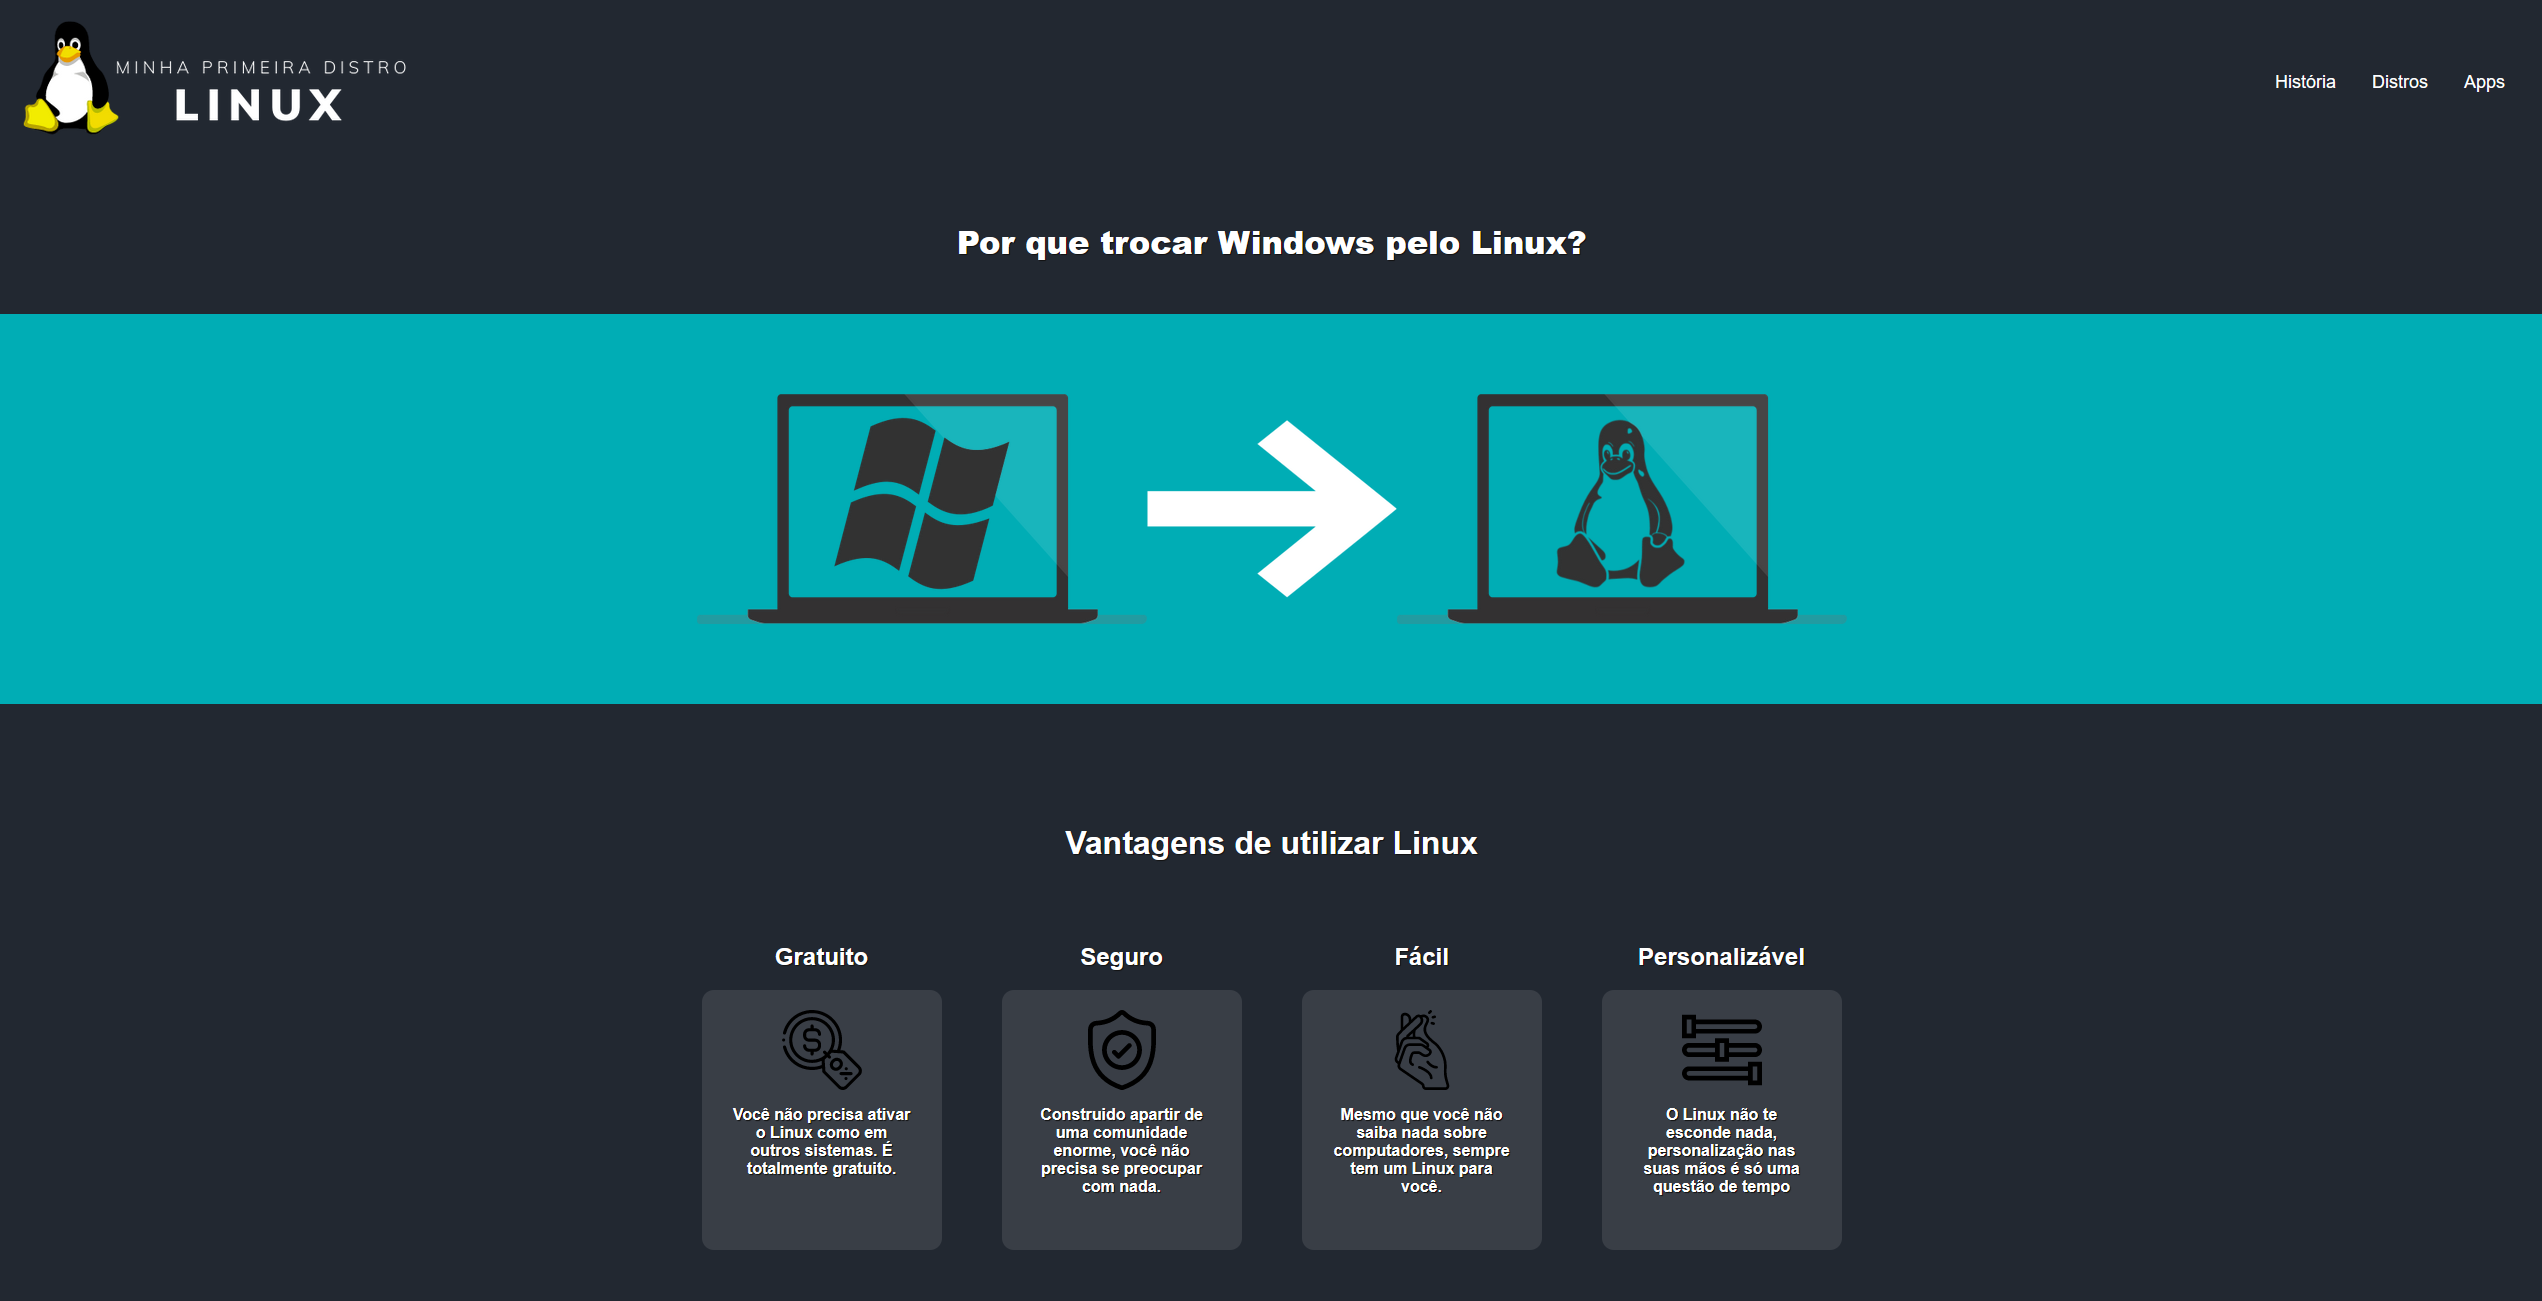 MINHA PRIMEIRA DISTRO
LINUX
História Distros Apps
Por que trocar Windows pelo Linux?
Vantagens de utilizar Linux
Gratuito
Você não precisa ativar
o Linux como em
outros sistemas. É
totalmente gratuito.
Seguro
Construido apartir de
uma comunidade
enorme, você não
precisa se preocupar
com nada.
Fácil
Mesmo que você não
saiba nada sobre
computadores, sempre
tem um Linux para
você.
Personalizável
O Linux não te
esconde nada,
personalização nas
suas mãos é só uma
questão de tempo